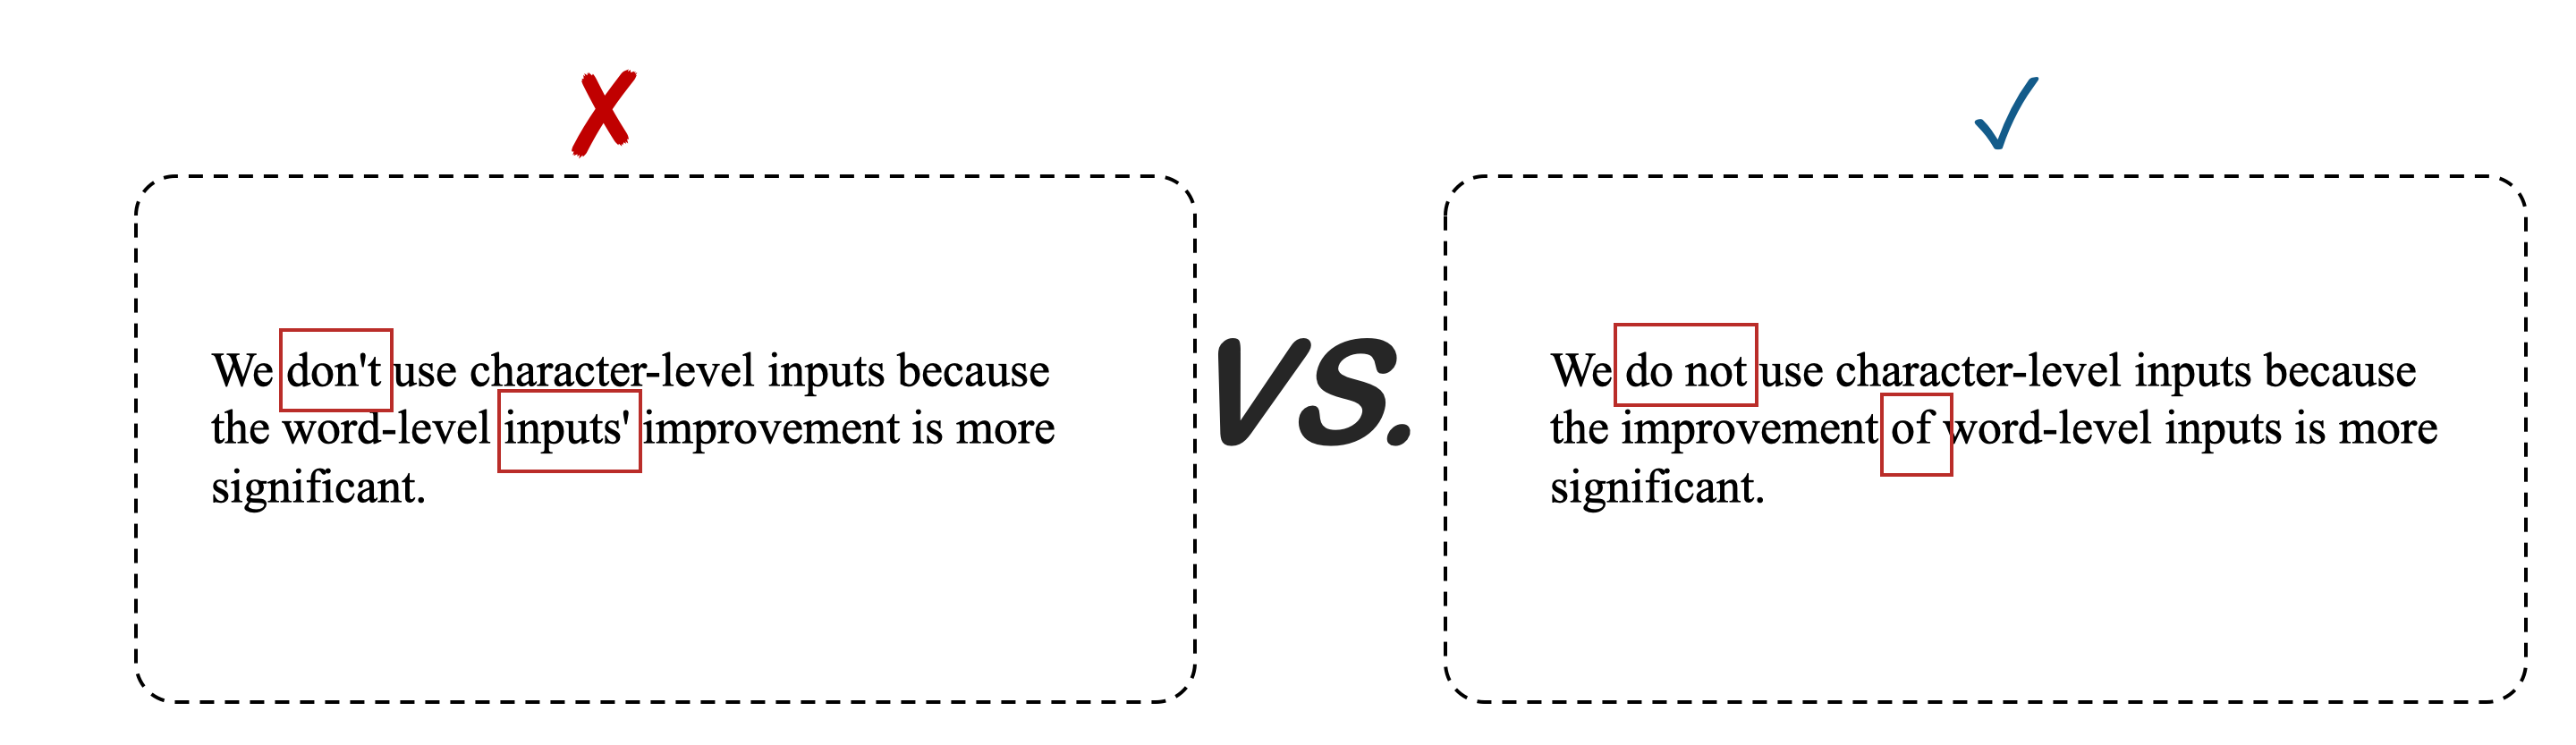 We don't use character-level inputs because
the word-level inputs' improvement is more
significant.
VS.
We do not use character-level inputs because
the improvement of word-level inputs is more
significant.